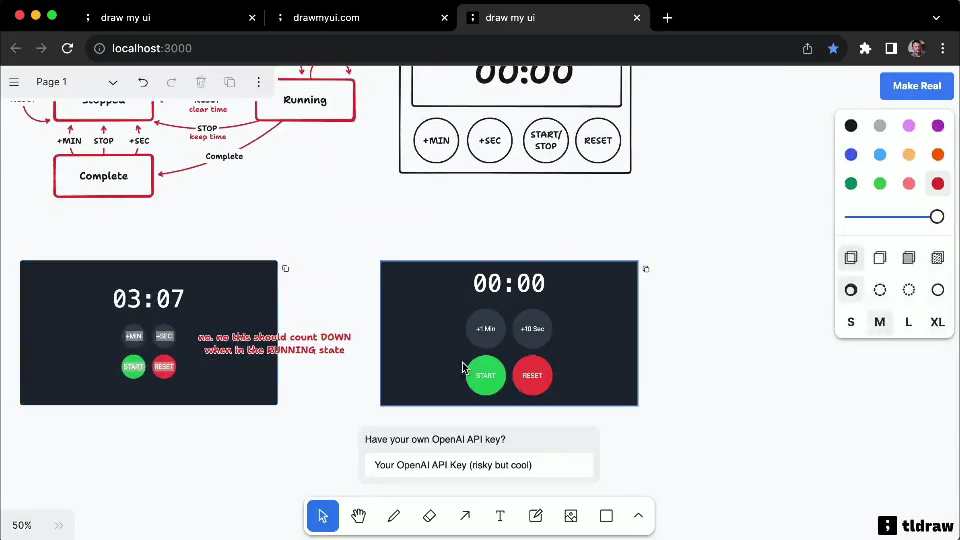 draw my ui
drawmyui.com
draw my ui
localhost:3000
Page 1
Make Real
Stopped
clear time
STOP
keep time
Running
+MIN
STOP
+SEC
Complete
Complete
00:00
+MIN
+SEC
START/
STOP
RESET
03:07
+MIN
+SEC
START
RESET
no. no this should count DOWN
when in the RUNNING state
00:00
+1 Min
+10 Sec
START
RESET
Have your own OpenAI API key?
Your OpenAI API Key (risky but cool)
S
M
L
XL
50%
tldraw